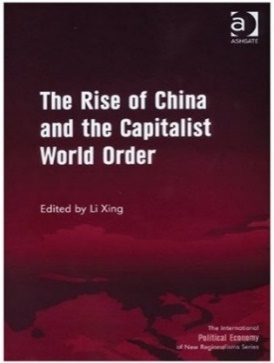 ASHGATE
The Rise of China
and the Capitalist
World Order
Edited by Li Xing
The International
Political Economy
of New Regionalisms Series